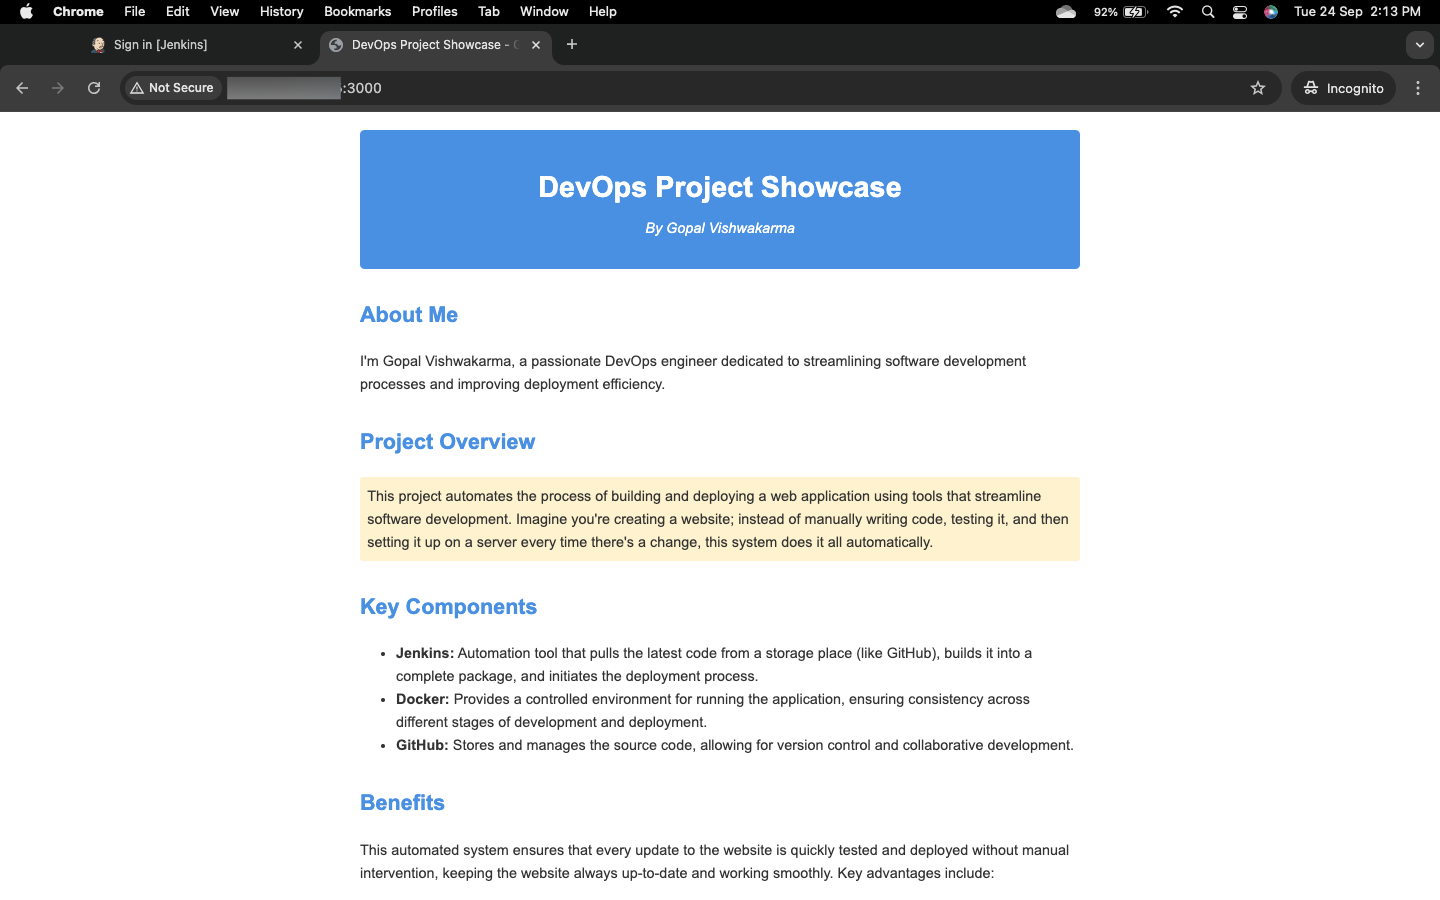 Chrome File Edit View History Bookmarks Profiles Tab Window Help 92% Tue 24 Sep 2:13 PM
Sign in [Jenkins] DevOps Project Showcase -
Not Secure :3000 Incognito
DevOps Project Showcase
By Gopal Vishwakarma
About Me
I'm Gopal Vishwakarma, a passionate DevOps engineer dedicated to streamlining software development
processes and improving deployment efficiency.
Project Overview
This project automates the process of building and deploying a web application using tools that streamline
software development. Imagine you're creating a website; instead of manually writing code, testing it, and then
setting it up on a server every time there's a change, this system does it all automatically.
Key Components
• Jenkins: Automation tool that pulls the latest code from a storage place (like GitHub), builds it into a
complete package, and initiates the deployment process.
• Docker: Provides a controlled environment for running the application, ensuring consistency across
different stages of development and deployment.
• GitHub: Stores and manages the source code, allowing for version control and collaborative development.
Benefits
This automated system ensures that every update to the website is quickly tested and deployed without manual
intervention, keeping the website always up-to-date and working smoothly. Key advantages include: